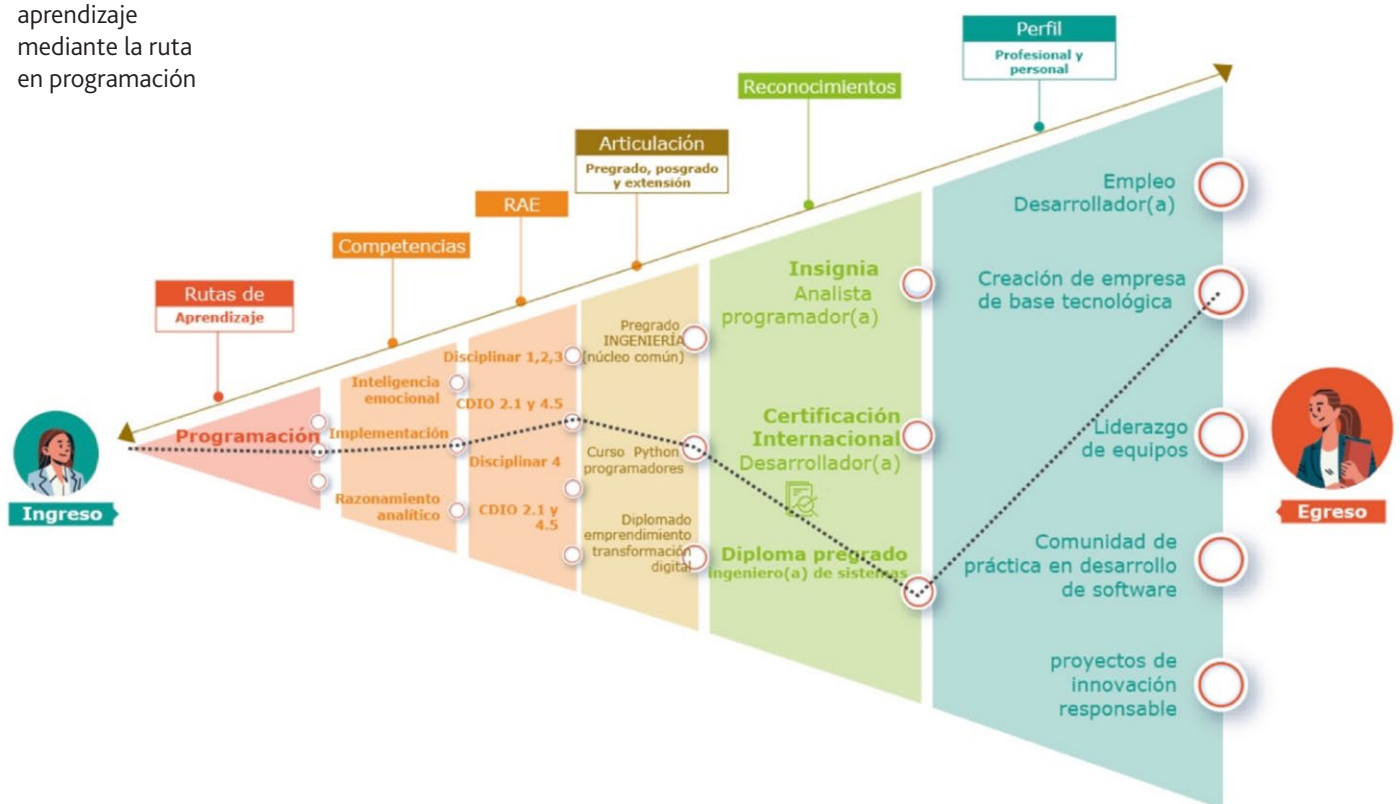 aprendizaje
mediante la ruta
en programación
Rutas de
Aprendizaje
Competencias
RAE
Articulación
Pregrado, posgrado
y extensión
Reconocimientos
Perfil
Profesional y
personal
Ingreso
Programación
Inteligencia
emocional
Implementación
Razonamiento
analítico
Disciplinar 1,2,3
CDIO 2.1 y 4.5
Disciplinar 4
CDIO 2.1 y
4.5
Pregrado
INGENIERÍA
(núcleo común)
Curso Python
programadores
Diplomado
emprendimiento
transformación
digital
Insignia
Analista
programador(a)
Certificación
Internacional
Desarrollador(a)
Diploma pregrado
ingeniero(a) de sistemas
Empleo
Desarrollador(a)
Creación de empresa
de base tecnológica
Liderazgo
de equipos
Comunidad de
práctica en desarrollo
de software
proyectos de
innovación
responsable
Egreso